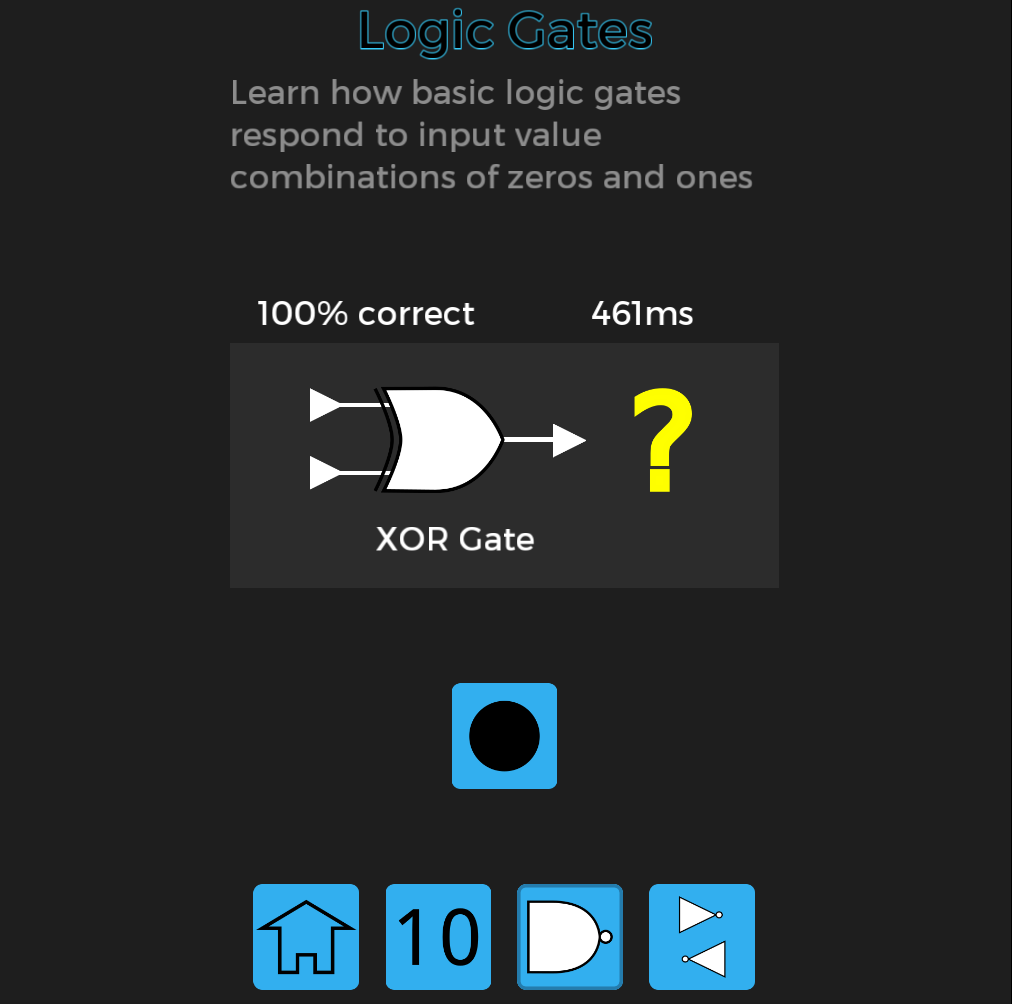 Logic Gates
Learn how basic logic gates
respond to input value
combinations of zeros and ones
100% correct 461ms
?
XOR Gate
10